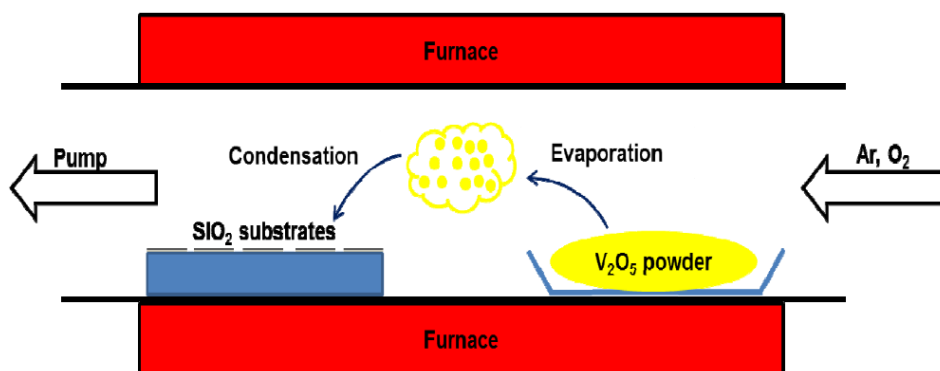 Furnace
Pump
Condensation
Evaporation
Ar, O₂
SIO₂ substrates
V₂O₅ powder
Furnace